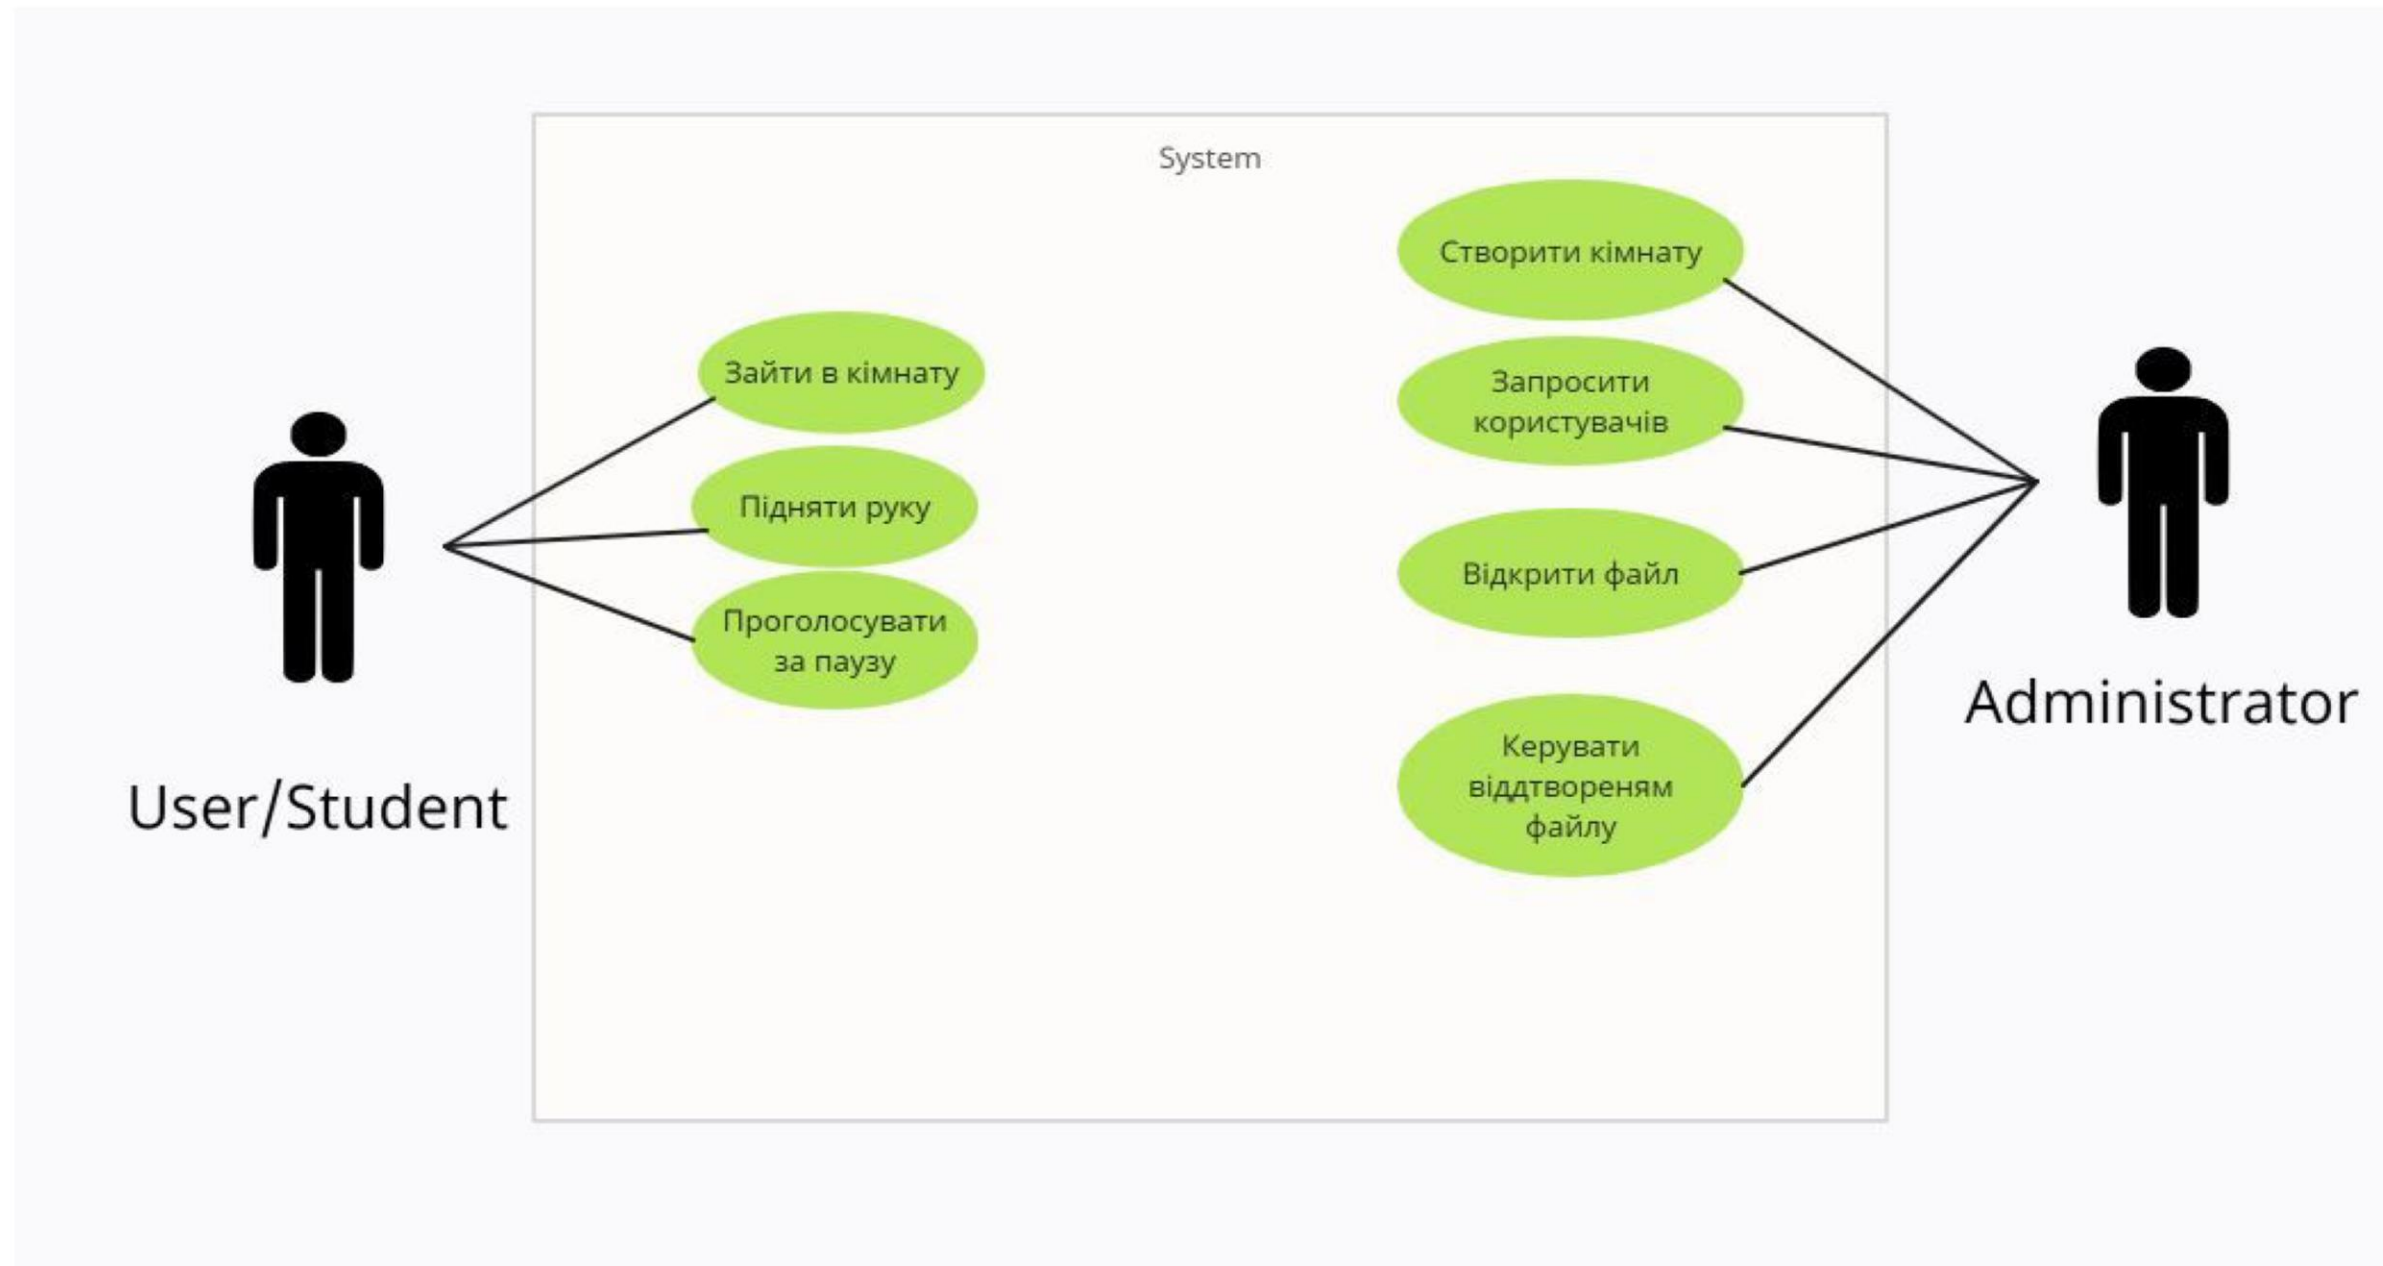 System
Створити кімнату
Зайти в кімнату
Запросити
користувачів
Підняти руку
Відкрити файл
Проголосувати
за паузу
Керувати
віддтвореням
файлу
User/Student
Administrator